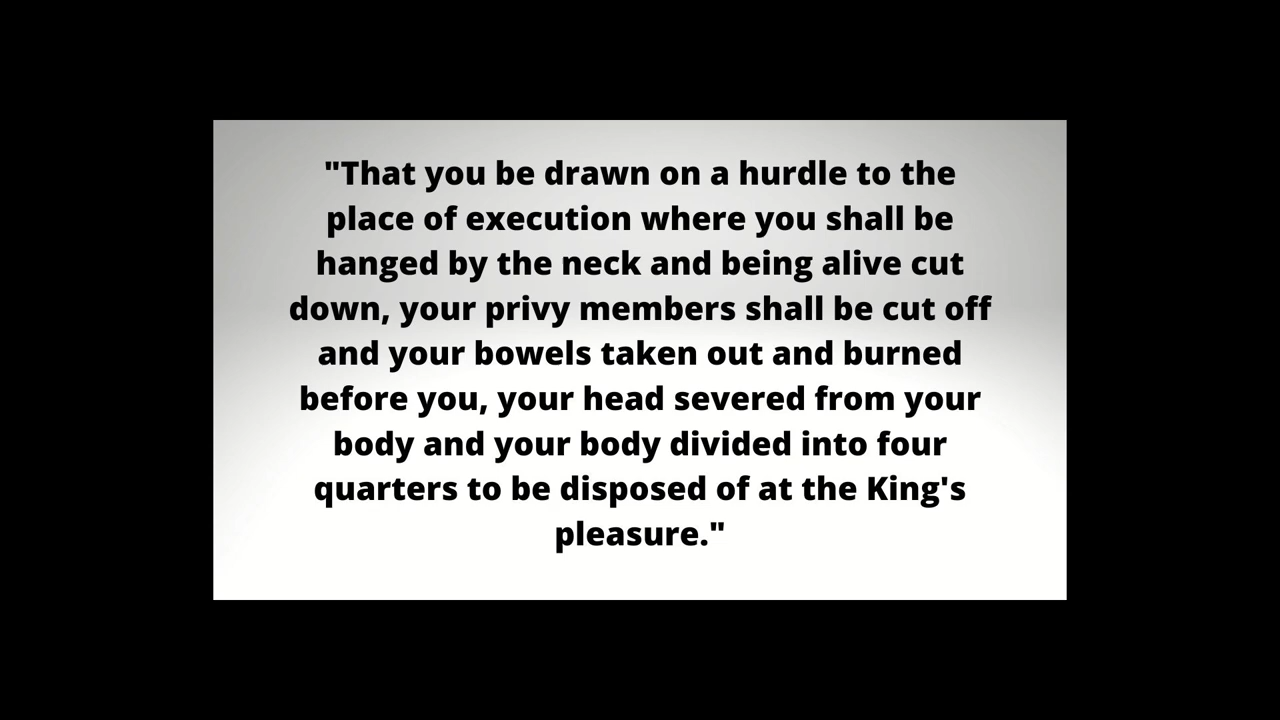 "That you be drawn on a hurdle to the
place of execution where you shall be
hanged by the neck and being alive cut
down, your privy members shall be cut off
and your bowels taken out and burned
before you, your head severed from your
body and your body divided into four
quarters to be disposed of at the King's
pleasure."